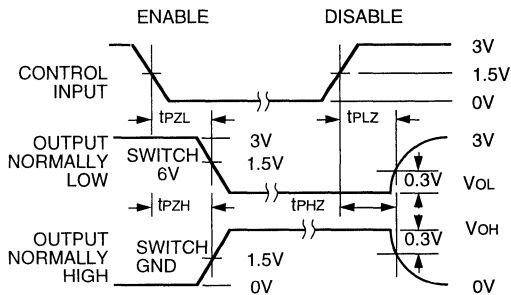 ENABLE
DISABLE
3V
CONTROL
INPUT
1.5V
0V
tPZL
tPLZ
OUTPUT
NORMALLY
LOW
SWITCH
6V
3V
1.5V
3V
0.3V
VOL
tPZH
tPHZ
OUTPUT
NORMALLY
HIGH
SWITCH
GND
1.5V
0V
VOH
0.3V
0V